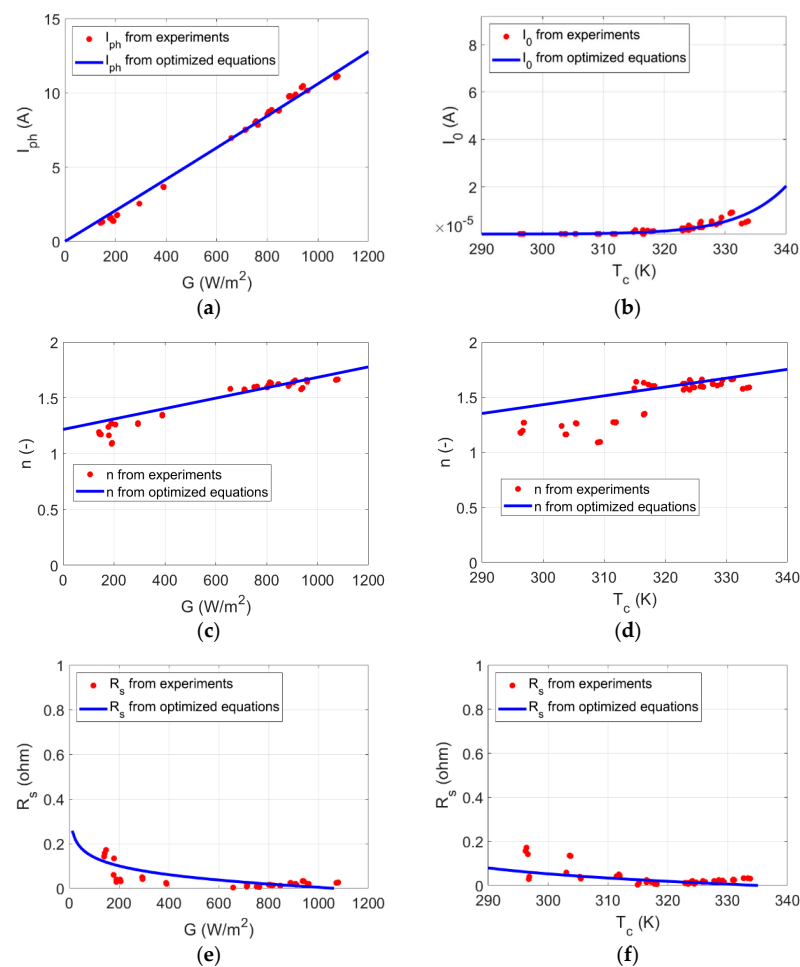 15
10
5
0
I_ph (A)
I_ph from experiments
I_ph from optimized equations
0 200 400 600 800 1000 1200
G (W/m²)
(a)
8
6
4
2
×10⁻⁵
I_0 (A)
I_0 from experiments
I_0 from optimized equations
290 300 310 320 330 340
T_c (K)
(b)
2
1.5
1
0.5
0
n (-)
n from experiments
n from optimized equations
0 200 400 600 800 1000 1200
G (W/m²)
(c)
2
1.5
1
0.5
0
n (-)
n from experiments
n from optimized equations
290 300 310 320 330 340
T_c (K)
(d)
1
0.8
0.6
0.4
0.2
0
R_s (ohm)
R_s from experiments
R_s from optimized equations
0 200 400 600 800 1000 1200
G (W/m²)
(e)
1
0.8
0.6
0.4
0.2
0
R_s (ohm)
R_s from experiments
R_s from optimized equations
290 300 310 320 330 340
T_c (K)
(f)